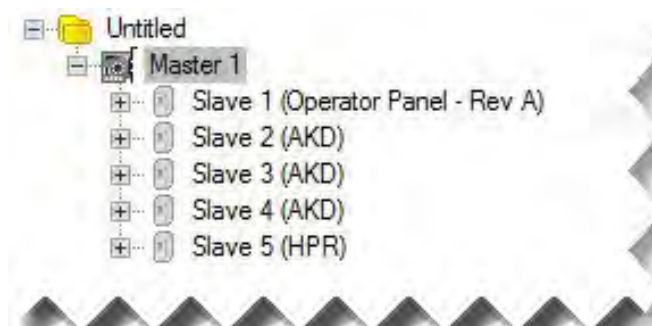 Untitled
Master 1
Slave 1 (Operator Panel - Rev A)
Slave 2 (AKD)
Slave 3 (AKD)
Slave 4 (AKD)
Slave 5 (HPR)